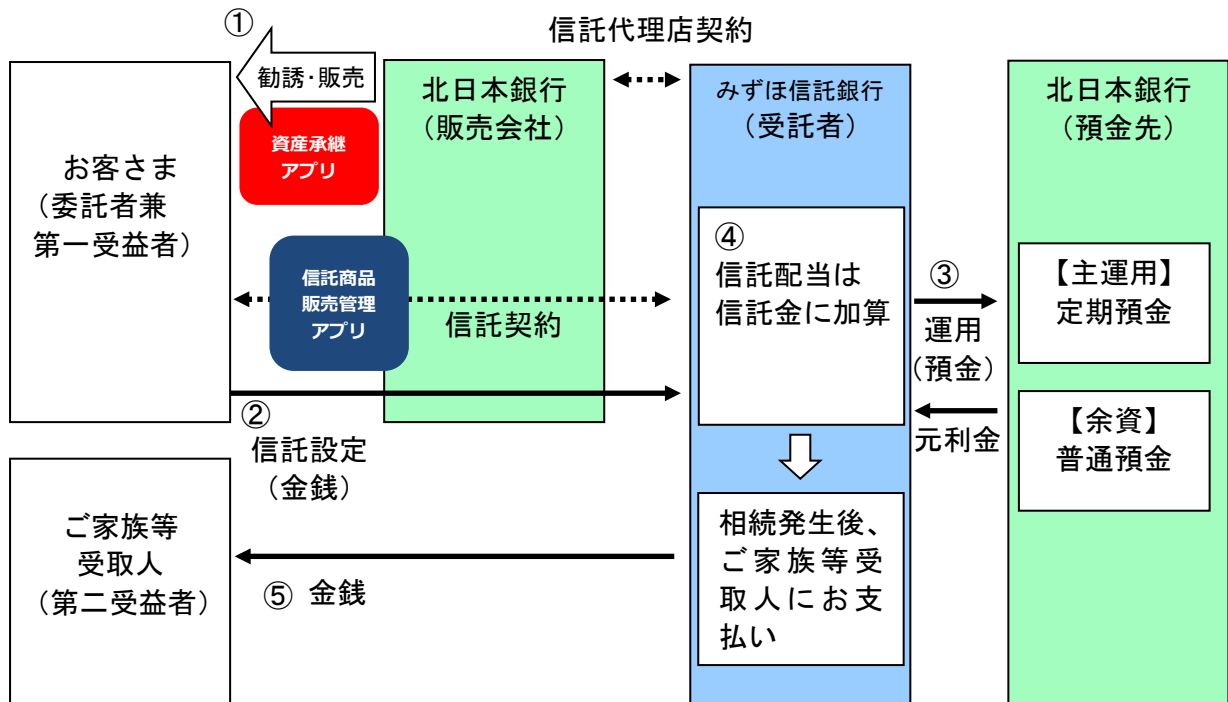 ①
信託代理店契約
勧誘・販売
資産承継
アプリ
北日本銀行
（販売会社）
みずほ信託銀行
（受託者）
北日本銀行
（預金先）
お客さま
（委託者兼
第一受益者）
信託商品
販売管理
アプリ
信託契約
④
信託配当は
信託金に加算
③
運用
（預金）
元利金
【主運用】
定期預金
【余資】
普通預金
②
信託設定
（金銭）
ご家族等
受取人
（第二受益者）
⑤ 金銭
相続発生後、
ご家族等受
取人にお支
払い